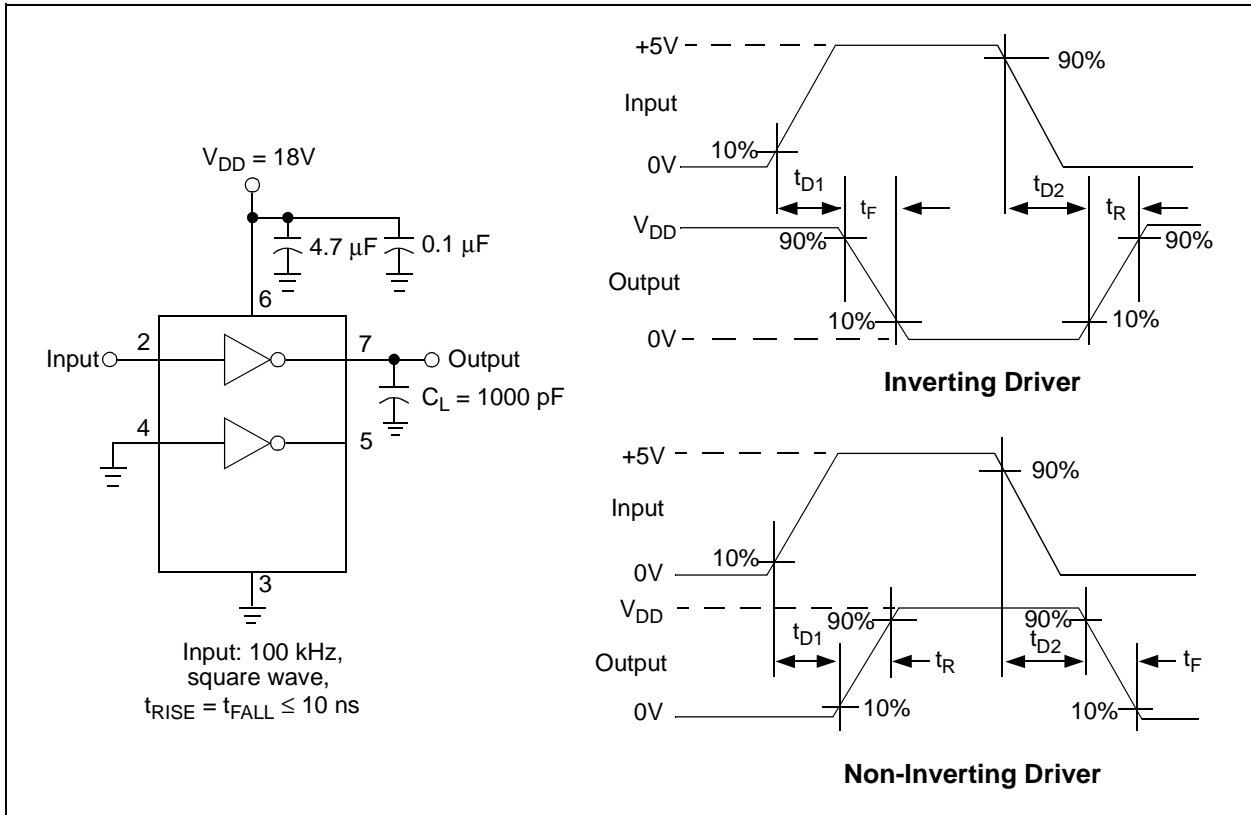 V_DD = 18V
4.7 μF
0.1 μF
6
Input
2
7
Output
C_L = 1000 pF
4
5
3
Input: 100 kHz,
square wave,
t_RISE = t_FALL ≤ 10 ns
+5V
90%
Input
10%
0V
t_D1
t_F
t_D2
t_R
V_DD
90%
90%
Output
10%
10%
0V
Inverting Driver
+5V
90%
Input
10%
0V
V_DD
90%
90%
t_D1
t_R
t_D2
t_F
Output
10%
10%
0V
Non-Inverting Driver